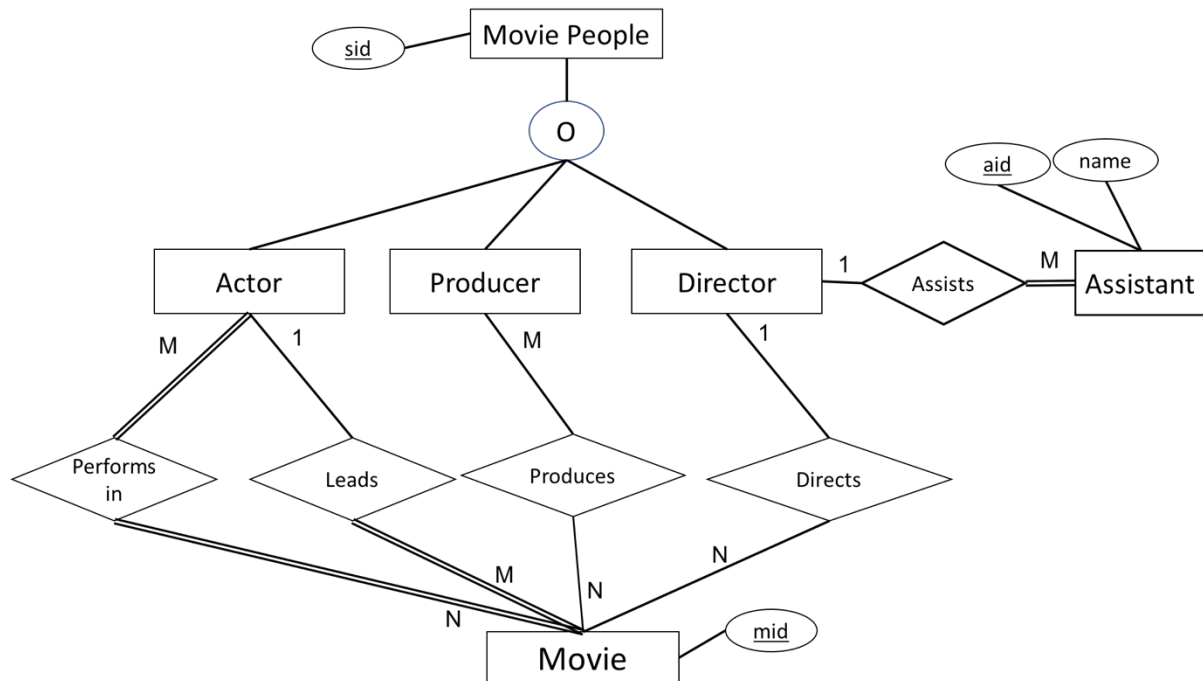 Movie People
sid
O
aid
name
Actor
Producer
Director
1
Assists
M
Assistant
M
1
M
1
Performs
in
Leads
Produces
Directs
N
M
N
N
Movie
mid